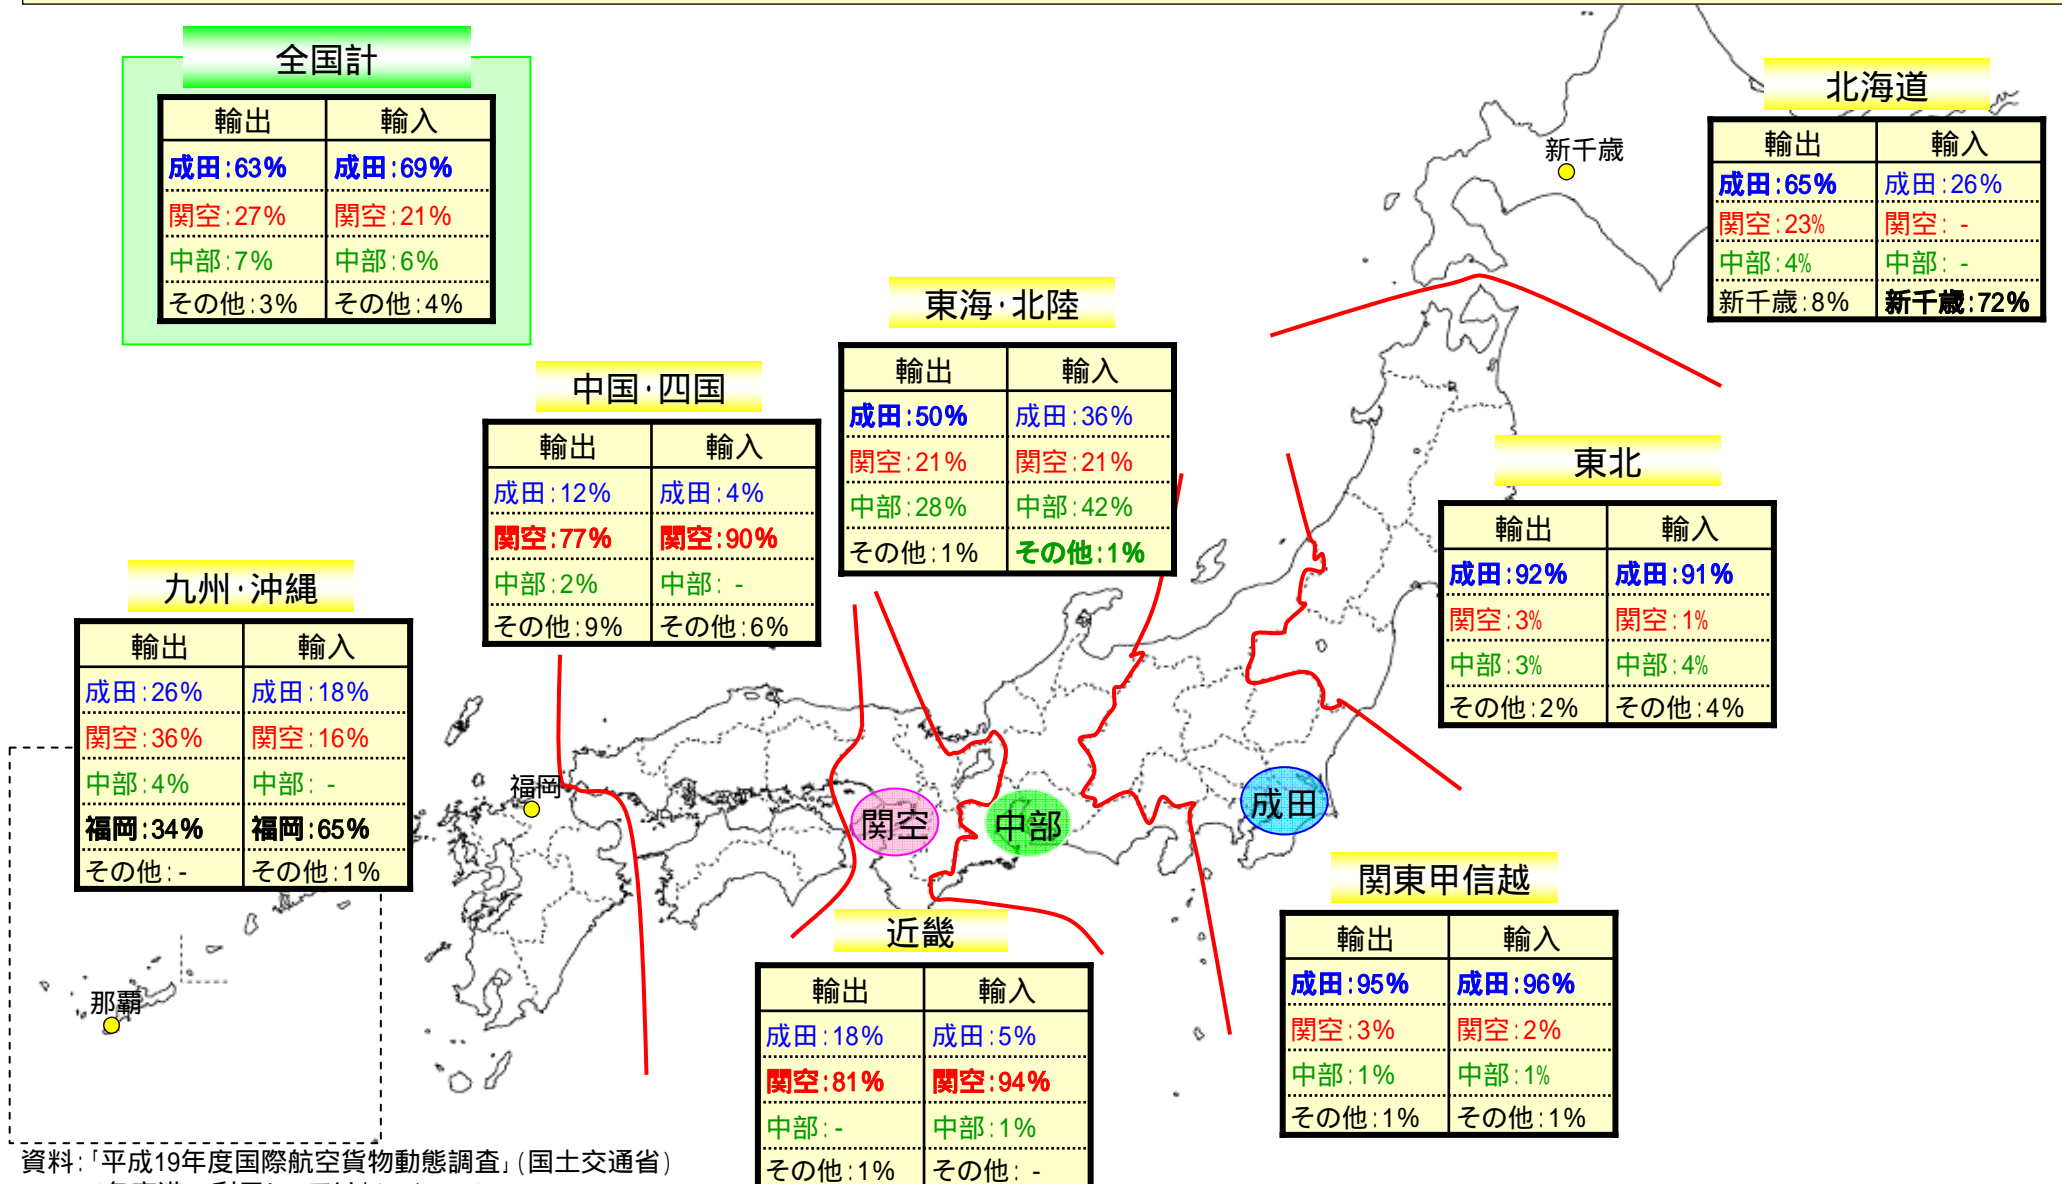 全国計
輸出 輸入
成田:63% 成田:69%
関空:27% 関空:21%
中部:7% 中部:6%
その他:3% その他:4%
北海道
輸出 輸入
成田:65% 成田:26%
関空:23% 関空: -
中部:4% 中部: -
新千歳:8% 新千歳:72%
新千歳
東海・北陸
輸出 輸入
成田:50% 成田:36%
関空:21% 関空:21%
中部:28% 中部:42%
その他:1% その他:1%
中国・四国
輸出 輸入
成田:12% 成田:4%
関空:77% 関空:90%
中部:2% 中部: -
その他:9% その他:6%
東北
輸出 輸入
成田:92% 成田:91%
関空:3% 関空:1%
中部:3% 中部:4%
その他:2% その他:4%
九州・沖縄
輸出 輸入
成田:26% 成田:18%
関空:36% 関空:16%
中部:4% 中部: -
福岡:34% 福岡:65%
その他:- その他:1%
福岡
関空
中部
成田
那覇
関東甲信越
輸出 輸入
成田:95% 成田:96%
関空:3% 関空:2%
中部:1% 中部:1%
その他:1% その他:1%
近畿
輸出 輸入
成田:18% 成田:5%
関空:81% 関空:94%
中部:- 中部:1%
その他:1% その他: -
資料:「平成19年度国際航空貨物動態調査」(国土交通省)